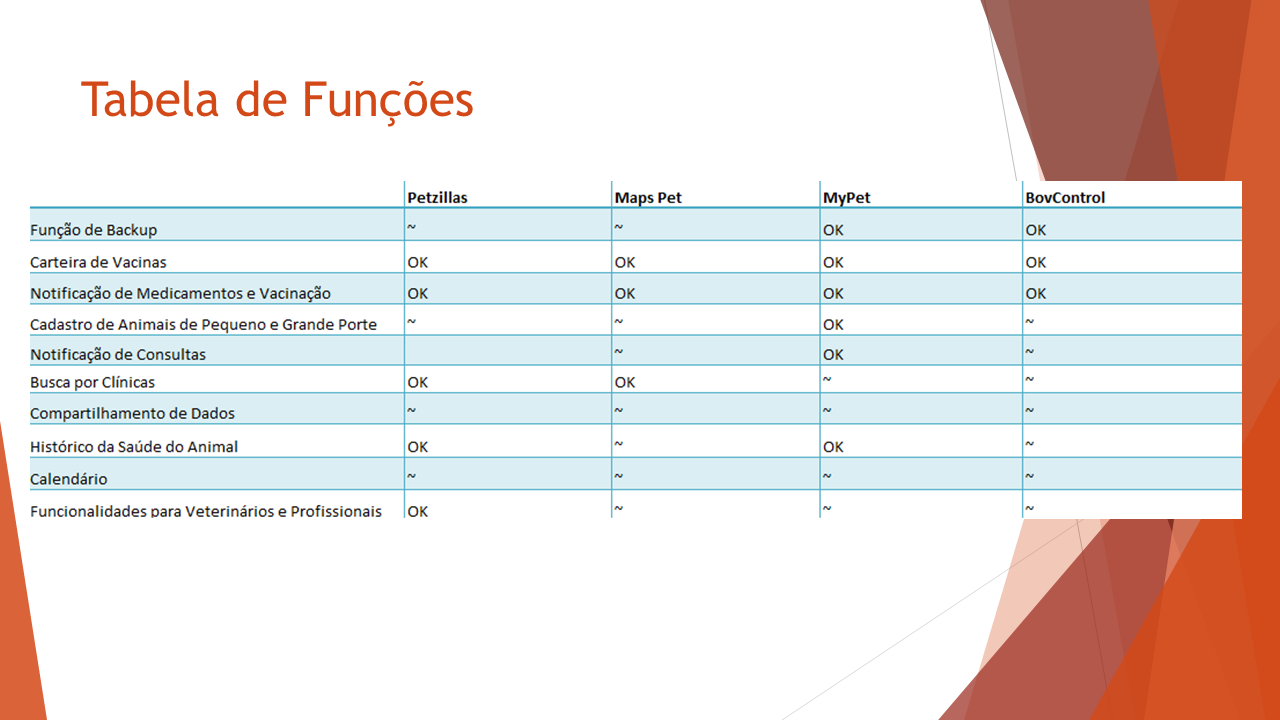 Tabela de Funções
Petzillas Maps Pet MyPet BovControl
Função de Backup ~ ~ OK OK
Carteira de Vacinas OK OK OK OK
Notificação de Medicamentos e Vacinação OK OK OK OK
Cadastro de Animais de Pequeno e Grande Porte ~ ~ OK ~
Notificação de Consultas ~ OK ~
Busca por Clínicas OK OK ~ ~
Compartilhamento de Dados ~ ~ ~ ~
Histórico da Saúde do Animal OK ~ OK ~
Calendário ~ ~ ~ ~
Funcionalidades para Veterinários e Profissionais OK ~ ~ ~